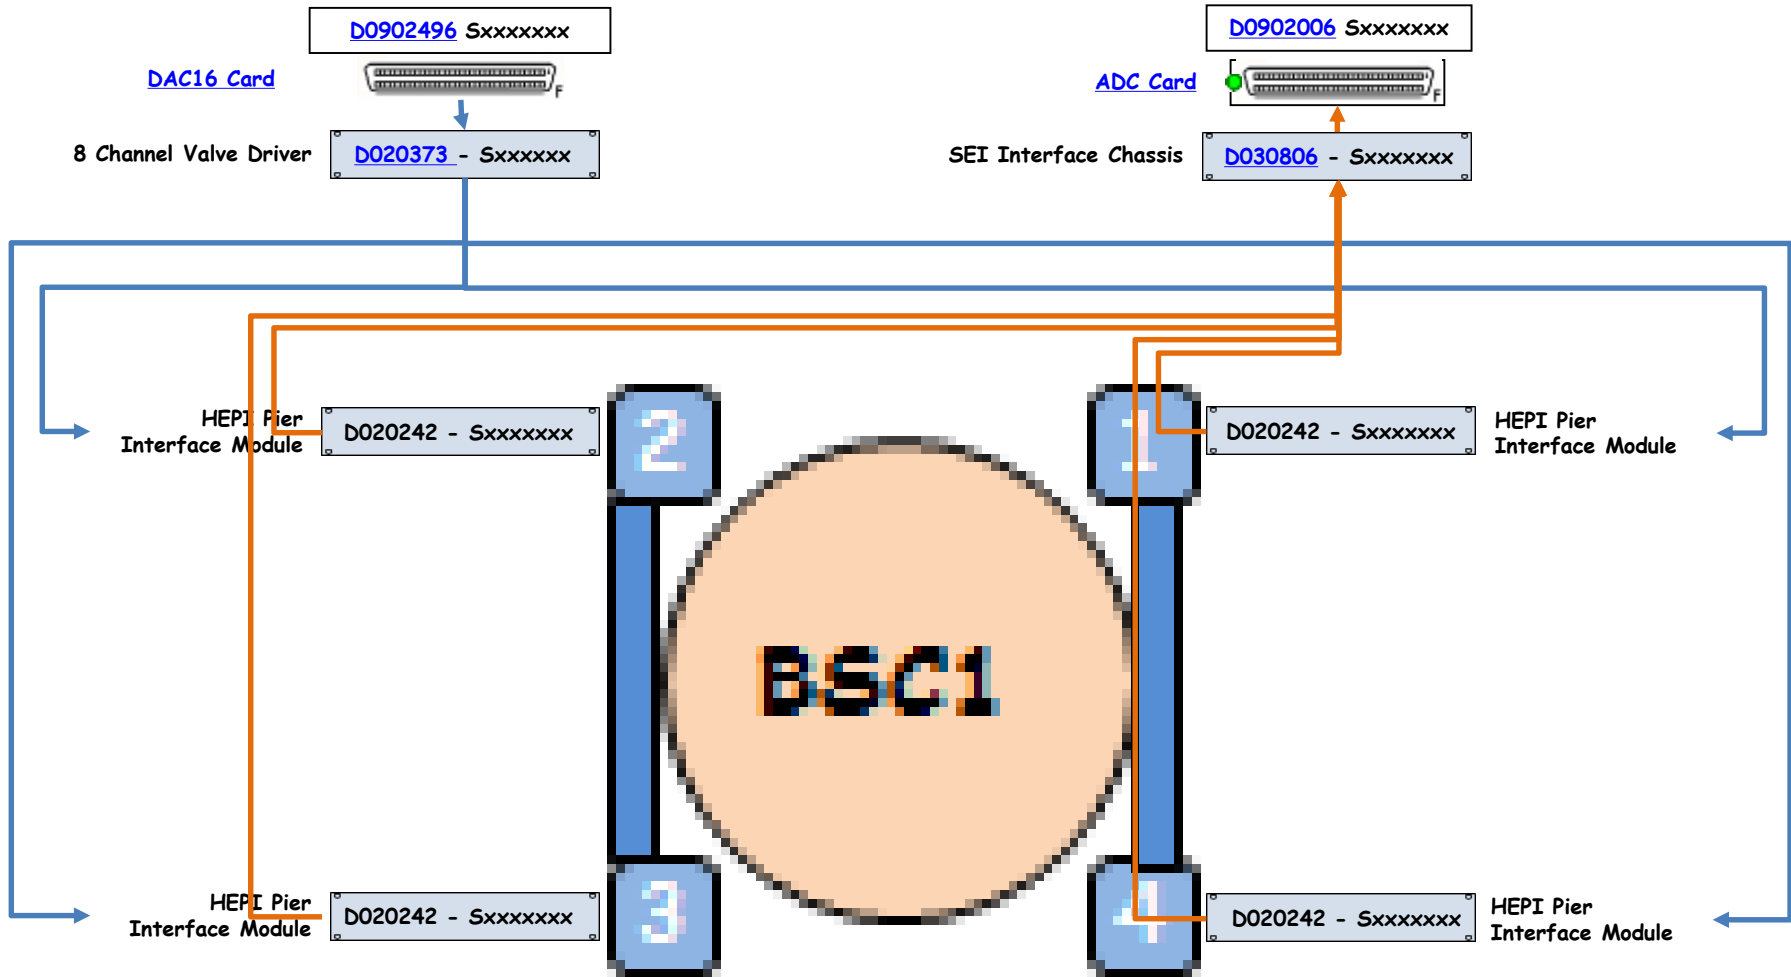 D0902496 Sxxxxxxx
D0902006 Sxxxxxxx
DAC16 Card
F
ADC Card
F
8 Channel Valve Driver
D020373 - Sxxxxxx
SEI Interface Chassis
D030806 - Sxxxxxxx
HEPI Pier
Interface Module
D020242 - Sxxxxxxx
2
1
D020242 - Sxxxxxxx
HEPI Pier
Interface Module
BSC1
HEPI Pier
Interface Module
D020242 - Sxxxxxxx
3
4
D020242 - Sxxxxxxx
HEPI Pier
Interface Module